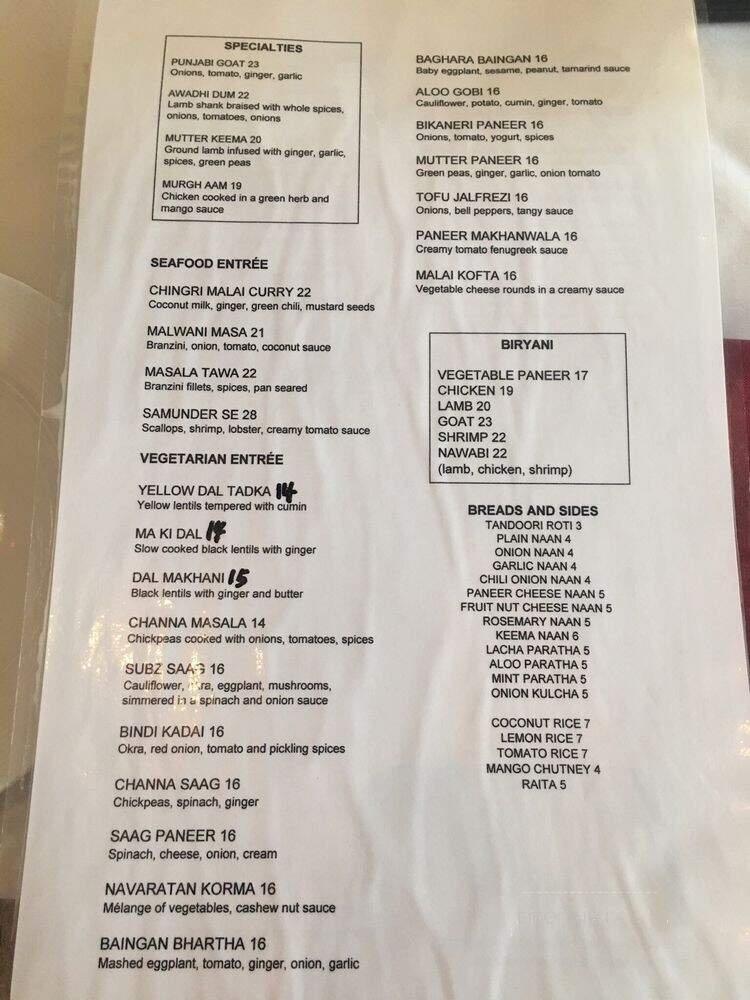 SPECIALTIES
PUNJABI GOAT 23
Onions, tomato, ginger, garlic
AWADHI DUM 22
Lamb shank braised with whole spices,
onions, tomatoes, onions
MUTTER KEEMA 20
Ground lamb infused with ginger, garlic,
spices, green peas
MURGH AAM 19
Chicken cooked in a green herb and
mango sauce
SEAFOOD ENTRÉE
CHINGRI MALAI CURRY 22
Coconut milk, ginger, green chili, mustard seeds
MALWANI MASA 21
Branzini, onion, tomato, coconut sauce
MASALA TAWA 22
Branzini fillets, spices, pan seared
SAMUNDER SE 28
Scallops, shrimp, lobster, creamy tomato sauce
VEGETARIAN ENTRÉE
YELLOW DAL TADKA 14
Yellow lentils tempered with cumin
MA KI DAL 14
Slow cooked black lentils with ginger
DAL MAKHANI 15
Black lentils with ginger and butter
CHANNA MASALA 14
Chickpeas cooked with onions, tomatoes, spices
SUBZ SAAG 16
Cauliflower, okra, eggplant, mushrooms,
simmered in a spinach and onion sauce
BINDI KADAI 16
Okra, red onion, tomato and pickling spices
CHANNA SAAG 16
Chickpeas, spinach, ginger
SAAG PANEER 16
Spinach, cheese, onion, cream
NAVARATAN KORMA 16
Mélange of vegetables, cashew nut sauce
BAINGAN BHARTHA 16
Mashed eggplant, tomato, ginger, onion, garlic
BAGHARA BAINGAN 16
Baby eggplant, sesame, peanut, tamarind sauce
ALOO GOBI 16
Cauliflower, potato, cumin, ginger, tomato
BIKANERI PANEER 16
Onions, tomato, yogurt, spices
MUTTER PANEER 16
Green peas, ginger, garlic, onion tomato
TOFU JALFREZI 16
Onions, bell peppers, tangy sauce
PANEER MAKHANWALA 16
Creamy tomato fenugreek sauce
MALAI KOFTA 16
Vegetable cheese rounds in a creamy sauce
BIRYANI
VEGETABLE PANEER 17
CHICKEN 19
LAMB 20
GOAT 23
SHRIMP 22
NAWABI 22
(lamb, chicken, shrimp)
BREADS AND SIDES
TANDOORI ROTI 3
PLAIN NAAN 4
ONION NAAN 4
GARLIC NAAN 4
CHILI ONION NAAN 4
PANEER CHEESE NAAN 5
FRUIT NUT CHEESE NAAN 5
ROSEMARY NAAN 5
KEEMA NAAN 6
LACHA PARATHA 5
ALOO PARATHA 5
MINT PARATHA 5
ONION KULCHA 5
COCONUT RICE 7
LEMON RICE 7
TOMATO RICE 7
MANGO CHUTNEY 4
RAITA 5